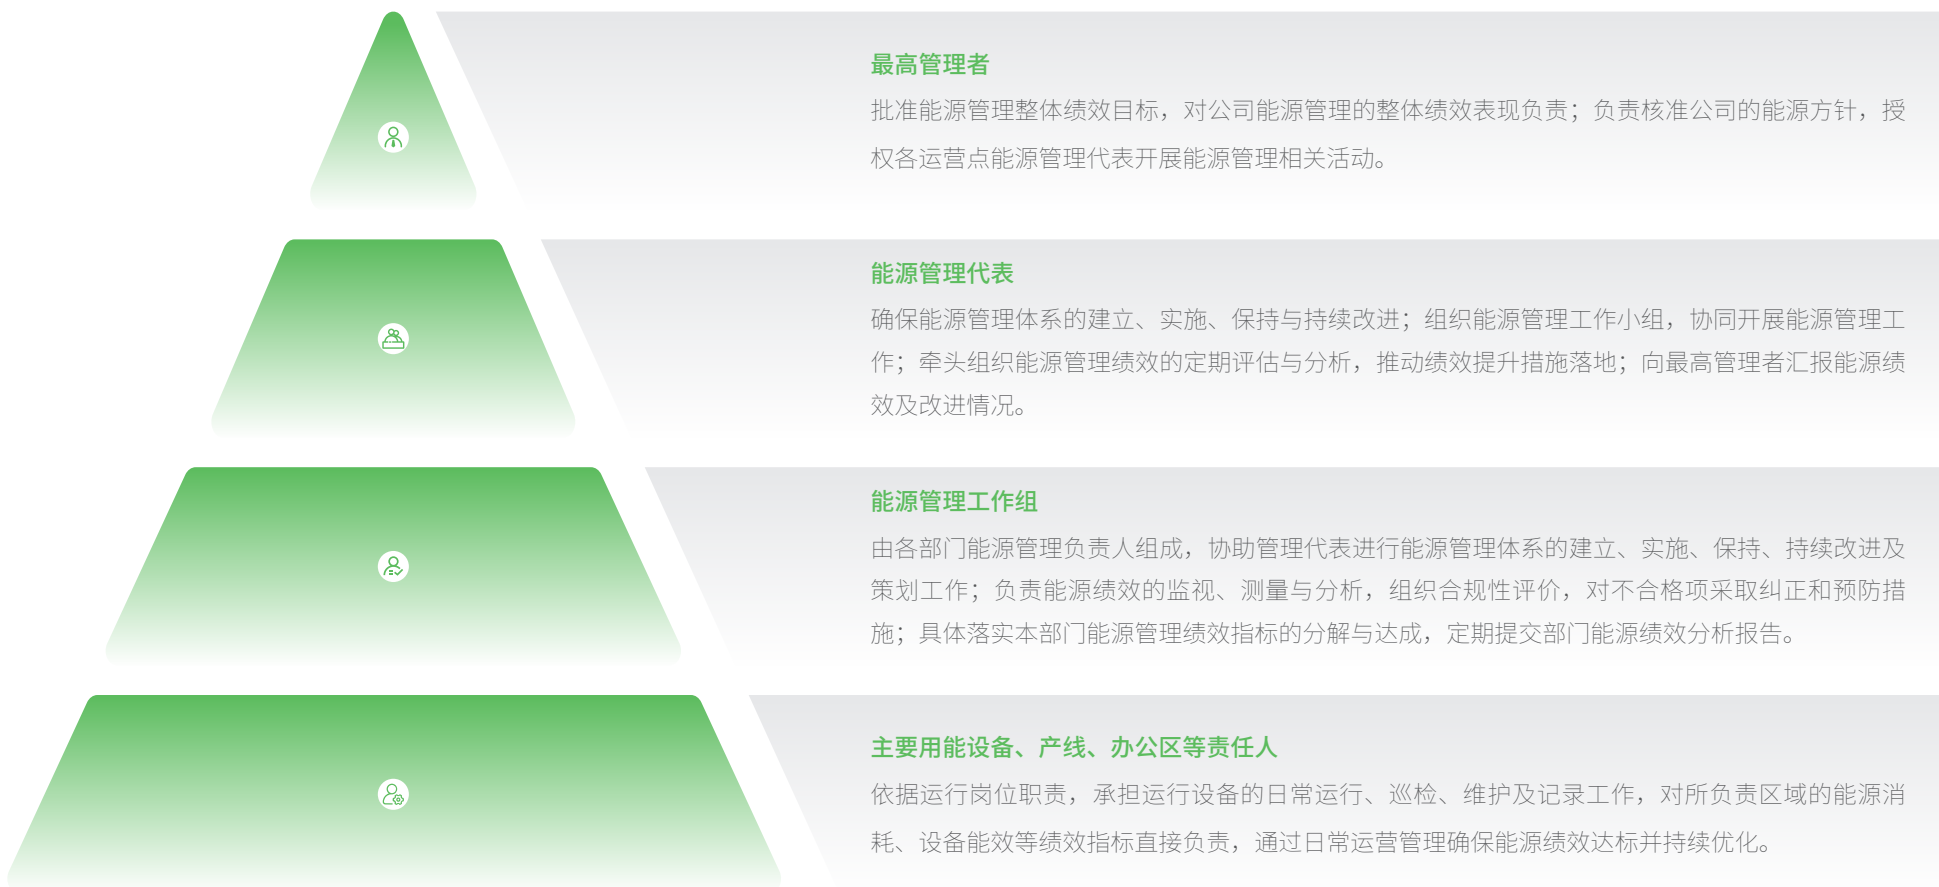 最高管理者
批准能源管理整体绩效目标，对公司能源管理的整体绩效表现负责；负责核准公司的能源方针，授
权各运营点能源管理代表开展能源管理相关活动。
能源管理代表
确保能源管理体系的建立、实施、保持与持续改进；组织能源管理工作小组，协同开展能源管理工
作；牵头组织能源管理绩效的定期评估与分析，推动绩效提升措施落地；向最高管理者汇报能源绩
效及改进情况。
能源管理工作组
由各部门能源管理负责人组成，协助管理代表进行能源管理体系的建立、实施、保持、持续改进及
策划工作；负责能源绩效的监视、测量与分析，组织合规性评价，对不合格项采取纠正和预防措
施；具体落实本部门能源管理绩效指标的分解与达成，定期提交部门能源绩效分析报告。
主要用能设备、产线、办公区等责任人
依据运行岗位职责，承担运行设备的日常运行、巡检、维护及记录工作，对所负责区域的能源消
耗、设备能效等绩效指标直接负责，通过日常运营管理确保能源绩效达标并持续优化。